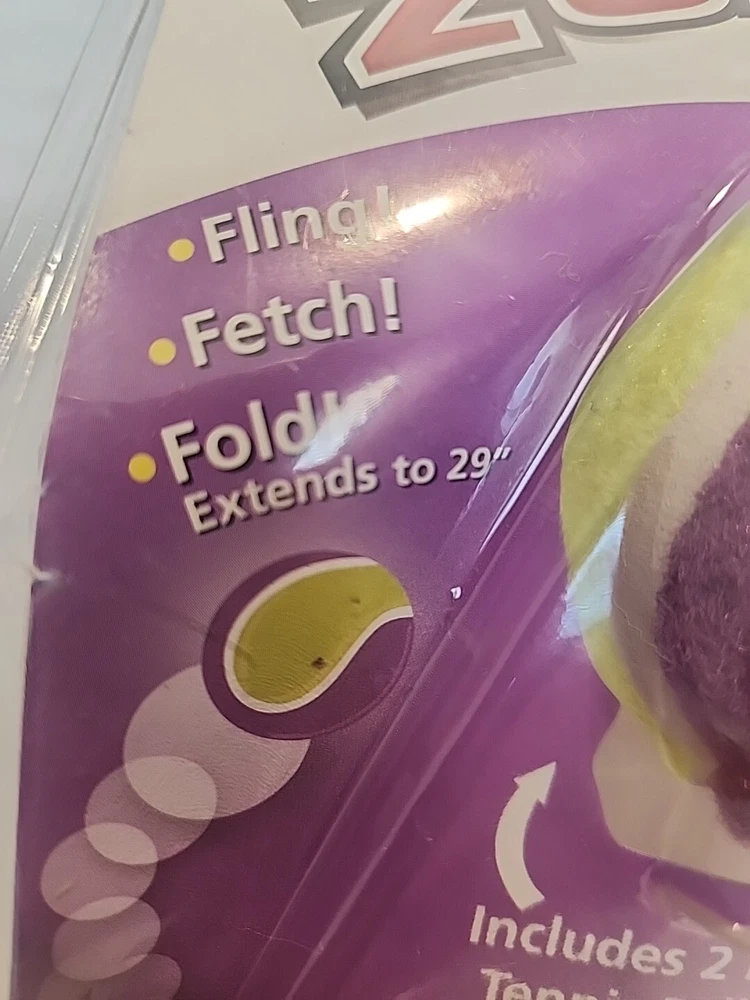 • Fling!
• Fetch!
• Fold!
Extends to 29"
Includes 2